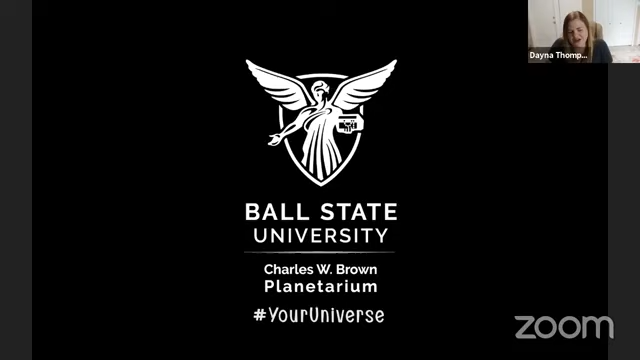 Dayna Thomp...
BALL STATE
UNIVERSITY
Charles W. Brown
Planetarium
#YourUniverse
zoom